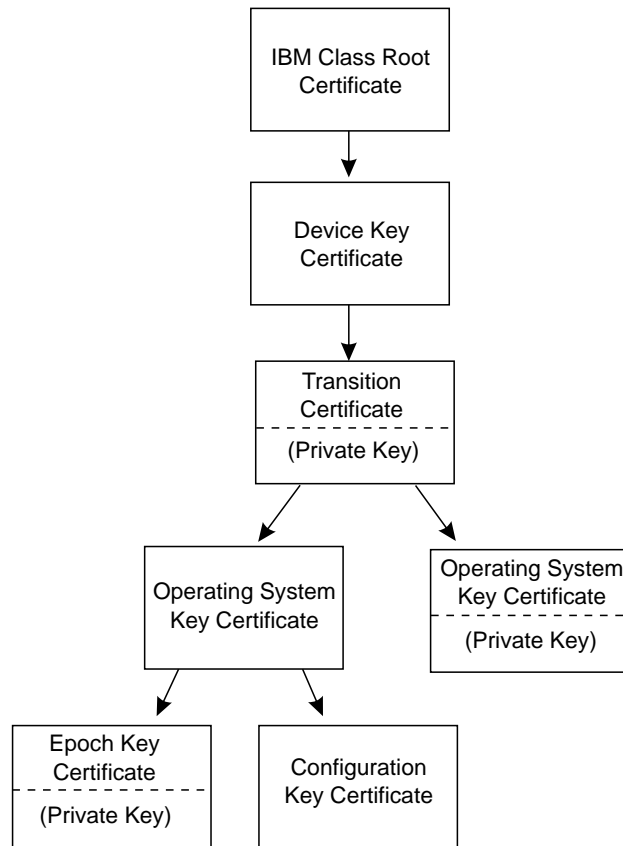 IBM Class Root
Certificate
Device Key
Certificate
Transition
Certificate
(Private Key)
Operating System
Key Certificate
Operating System
Key Certificate
(Private Key)
Epoch Key
Certificate
(Private Key)
Configuration
Key Certificate